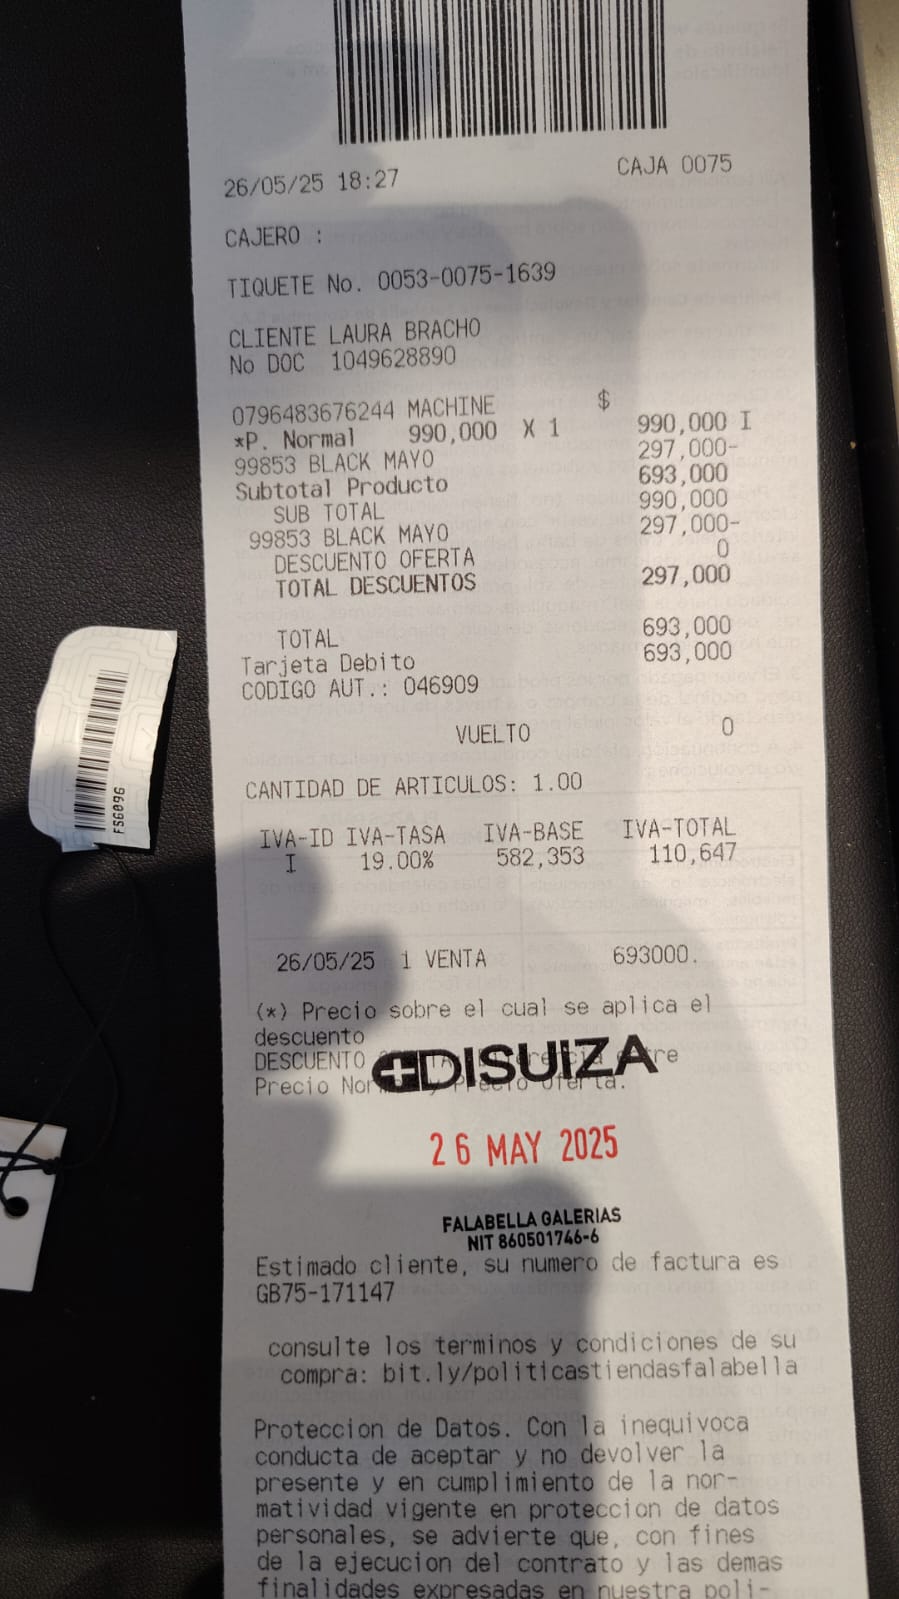 26/05/25 18:27 CAJA 0075
CAJERO :
TIQUETE No. 0053-0075-1639
CLIENTE LAURA BRACHO
No DOC 1049628890
$
0796483676244 MACHINE
*P. Normal 990,000 X 1 990,000 I
99853 BLACK MAYO 297,000-
Subtotal Producto 693,000
SUB TOTAL 990,000
99853 BLACK MAYO 297,000-
DESCUENTO OFERTA 0
TOTAL DESCUENTOS 297,000
TOTAL 693,000
Tarjeta Debito 693,000
CODIGO AUT.: 046909
VUELTO 0
CANTIDAD DE ARTICULOS: 1.00
IVA-ID IVA-TASA IVA-BASE IVA-TOTAL
I 19.00% 582,353 110,647
26/05/25 1 VENTA 693000.
(*) Precio sobre el cual se aplica el
descuento
DESCUENTO
Precio
DISUIZA
26 MAY 2025
FALABELLA GALERIAS
NIT 860501746-6
Estimado cliente, su numero de factura es
GB75-171147
consulte los terminos y condiciones de su
compra: bit.ly/politicastiendasfalabella
Proteccion de Datos. Con la inequivoca
conducta de aceptar y no devolver la
presente y en cumplimiento de la nor-
matividad vigente en proteccion de datos
personales, se advierte que, con fines
de la ejecucion del contrato y las demas
finalidades expresadas en nuestra poli-
FS6096